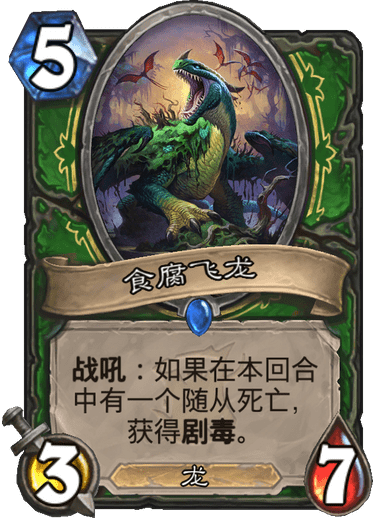 5
食腐飞龙
战吼：如果在本回合
中有一个随从死亡，
获得剧毒。
3
龙
7